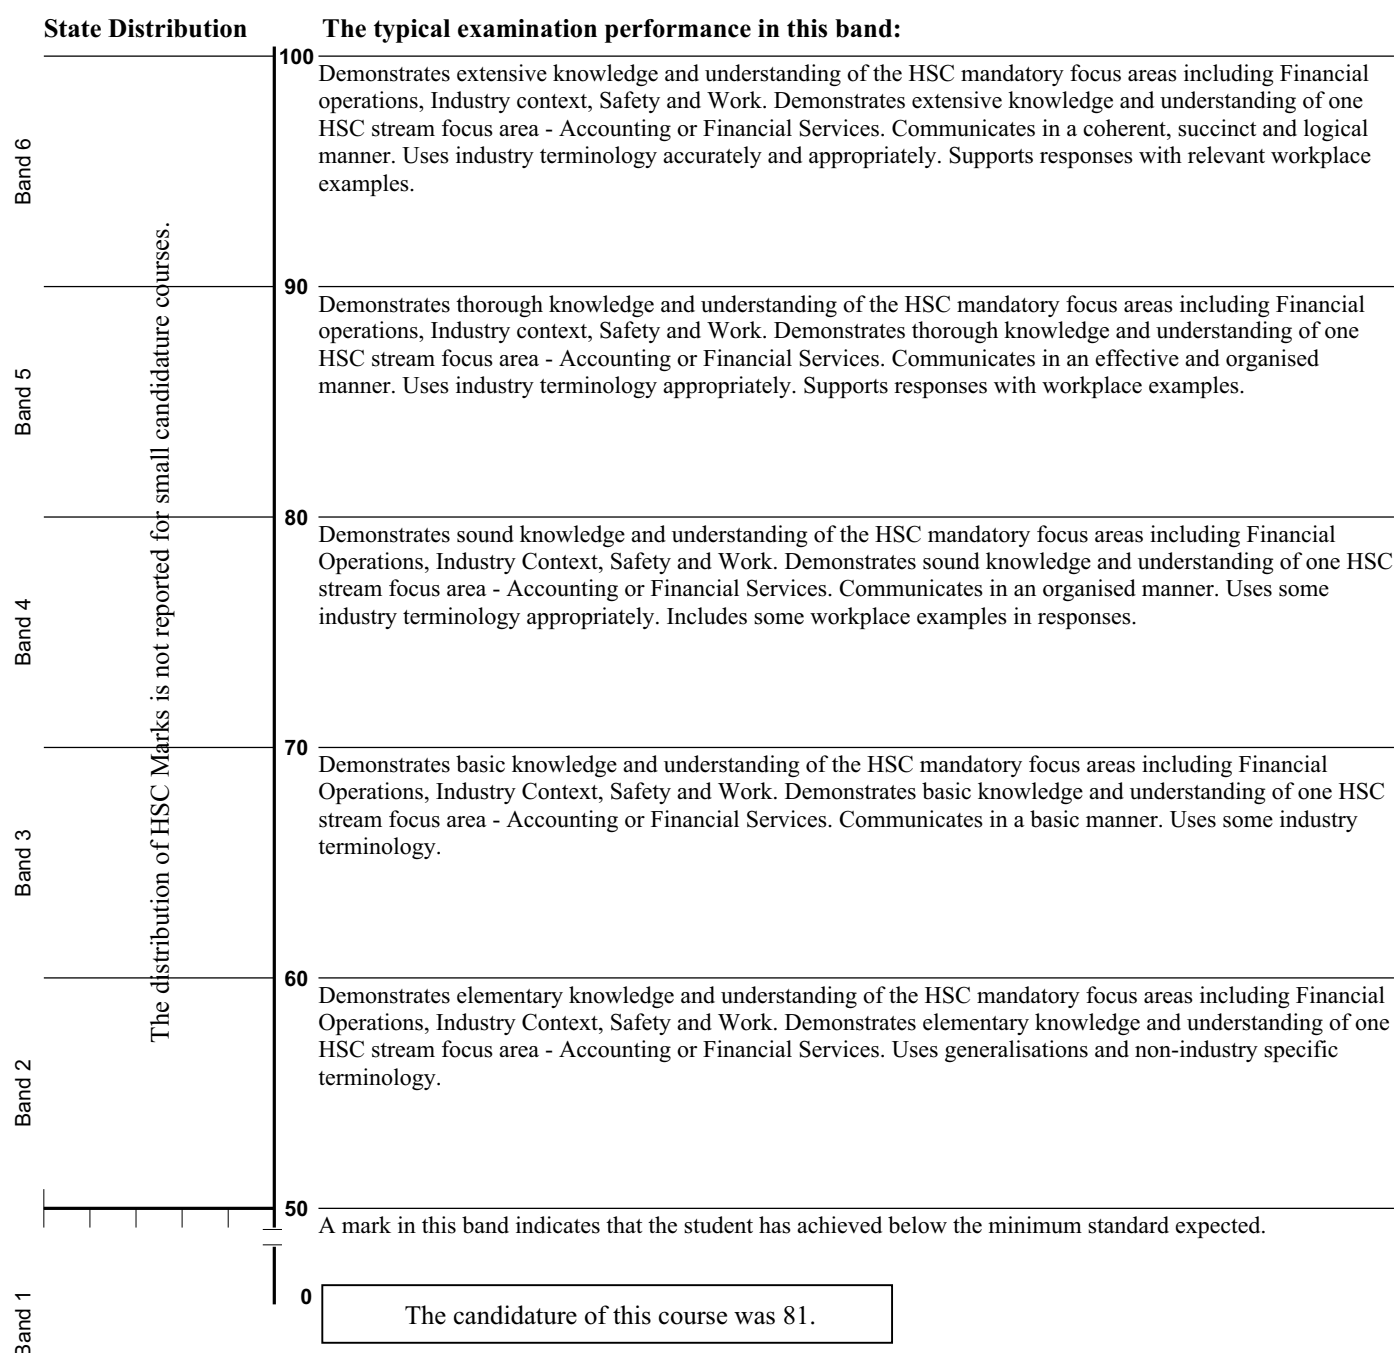 State Distribution
The typical examination performance in this band:
100
Demonstrates extensive knowledge and understanding of the HSC mandatory focus areas including Financial
operations, Industry context, Safety and Work. Demonstrates extensive knowledge and understanding of one
HSC stream focus area - Accounting or Financial Services. Communicates in a coherent, succinct and logical
manner. Uses industry terminology accurately and appropriately. Supports responses with relevant workplace
examples.
Band 6
90
Demonstrates thorough knowledge and understanding of the HSC mandatory focus areas including Financial
operations, Industry context, Safety and Work. Demonstrates thorough knowledge and understanding of one
HSC stream focus area - Accounting or Financial Services. Communicates in an effective and organised
manner. Uses industry terminology appropriately. Supports responses with workplace examples.
Band 5
The distribution of HSC Marks is not reported for small candidature courses.
80
Demonstrates sound knowledge and understanding of the HSC mandatory focus areas including Financial
Operations, Industry Context, Safety and Work. Demonstrates sound knowledge and understanding of one HSC
stream focus area - Accounting or Financial Services. Communicates in an organised manner. Uses some
industry terminology appropriately. Includes some workplace examples in responses.
Band 4
70
Demonstrates basic knowledge and understanding of the HSC mandatory focus areas including Financial
Operations, Industry Context, Safety and Work. Demonstrates basic knowledge and understanding of one HSC
stream focus area - Accounting or Financial Services. Communicates in a basic manner. Uses some industry
terminology.
Band 3
60
Demonstrates elementary knowledge and understanding of the HSC mandatory focus areas including Financial
Operations, Industry Context, Safety and Work. Demonstrates elementary knowledge and understanding of one
HSC stream focus area - Accounting or Financial Services. Uses generalisations and non-industry specific
terminology.
Band 2
50
A mark in this band indicates that the student has achieved below the minimum standard expected.
0
Band 1
The candidature of this course was 81.